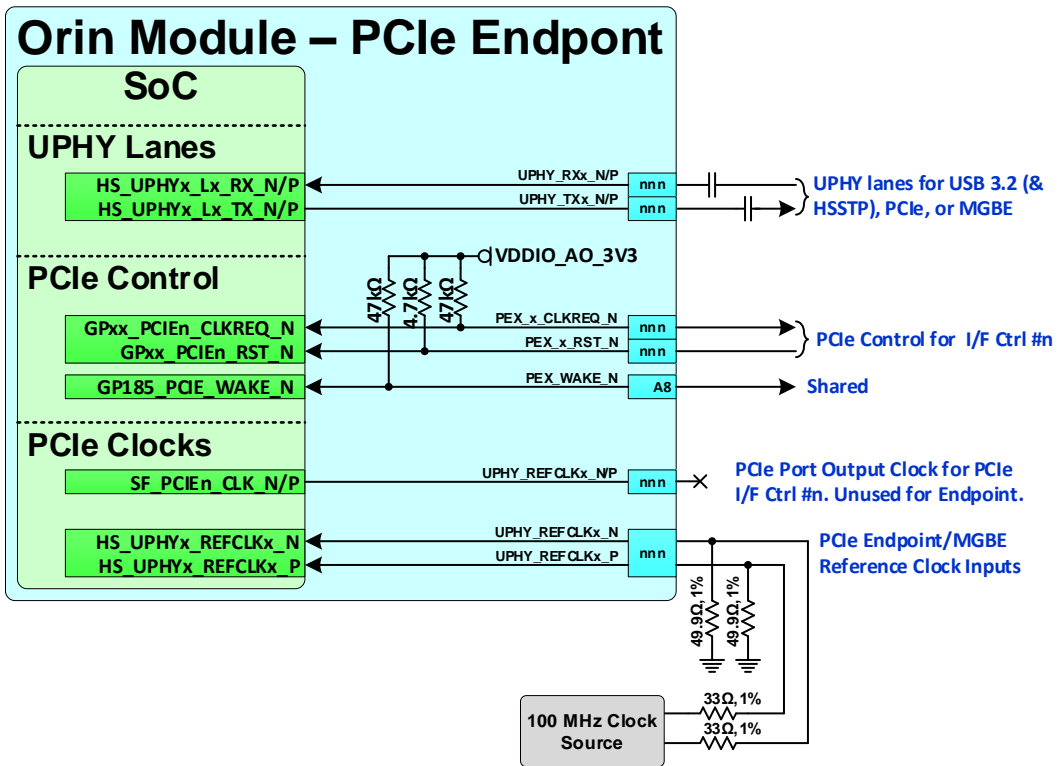 Orin Module – PCIe Endpont
SoC
UPHY Lanes
HS_UPHYx_Lx_RX_N/P
HS_UPHYx_Lx_TX_N/P
UPHY_RXx_N/P
UPHY_TXx_N/P
nnn
nnn
UPHY lanes for USB 3.2 (&
HSSTP), PCIe, or MGBE
VDDIO_AO_3V3
47kΩ
4.7kΩ
47kΩ
PCIe Control
GPxx_PCIEn_CLKREQ_N
GPxx_PCIEn_RST_N
GP185_PCIE_WAKE_N
PEX_x_CLKREQ_N
PEX_x_RST_N
PEX_WAKE_N
nnn
nnn
A8
PCIe Control for I/F Ctrl #n
Shared
PCIe Clocks
SF_PCIEn_CLK_N/P
UPHY_REFCLKx_N/P
nnn
PCIe Port Output Clock for PCIe
I/F Ctrl #n. Unused for Endpoint.
HS_UPHYx_REFCLKx_N
HS_UPHYx_REFCLKx_P
UPHY_REFCLKx_N
UPHY_REFCLKx_P
nnn
PCIe Endpoint/MGBE
Reference Clock Inputs
49.9Ω,1%
49.9Ω,1%
33Ω,1%
33Ω,1%
100 MHz Clock
Source